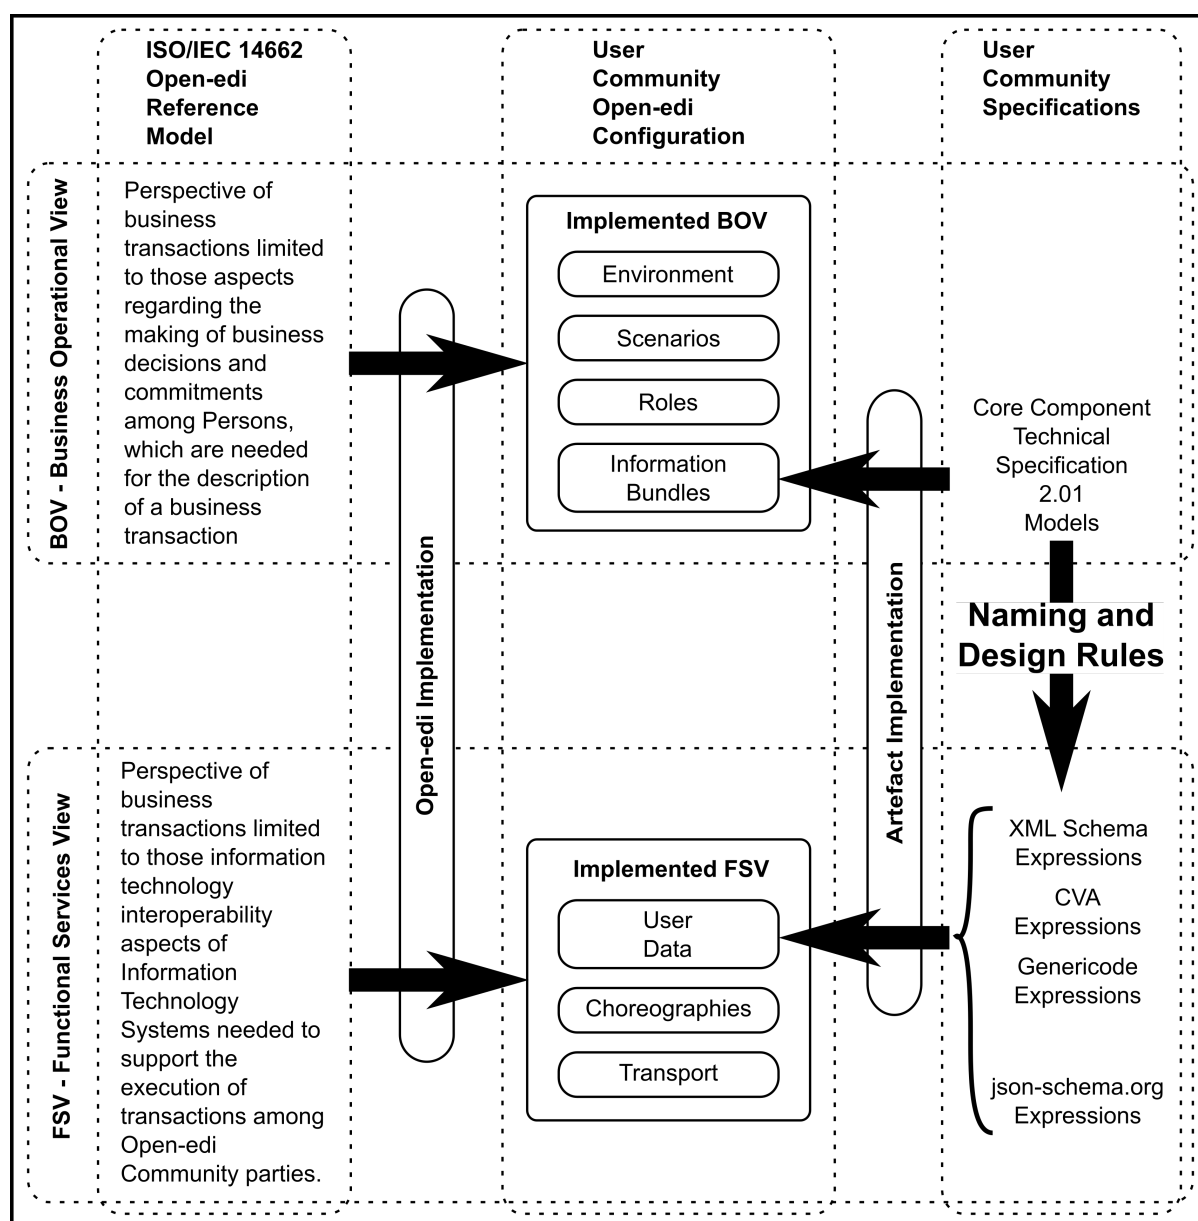 ISO/IEC 14662
Open-edi
Reference
Model
User
Community
Open-edi
Configuration
User
Community
Specifications
BOV - Business Operational View
Perspective of
business
transactions limited
to those aspects
regarding the
making of business
decisions and
commitments
among Persons,
which are needed
for the description
of a business
transaction
Open-edi Implementation
Implemented BOV
Environment
Scenarios
Roles
Information
Bundles
Artefact Implementation
Core Component
Technical
Specification
2.01
Models
Naming and
Design Rules
FSV - Functional Services View
Perspective of
business
transactions limited
to those information
technology
interoperability
aspects of
Information
Technology
Systems needed to
support the
execution of
transactions among
Open-edi
Community parties.
Implemented FSV
User
Data
Choreographies
Transport
XML Schema
Expressions
CVA
Expressions
Genericode
Expressions
json-schema.org
Expressions